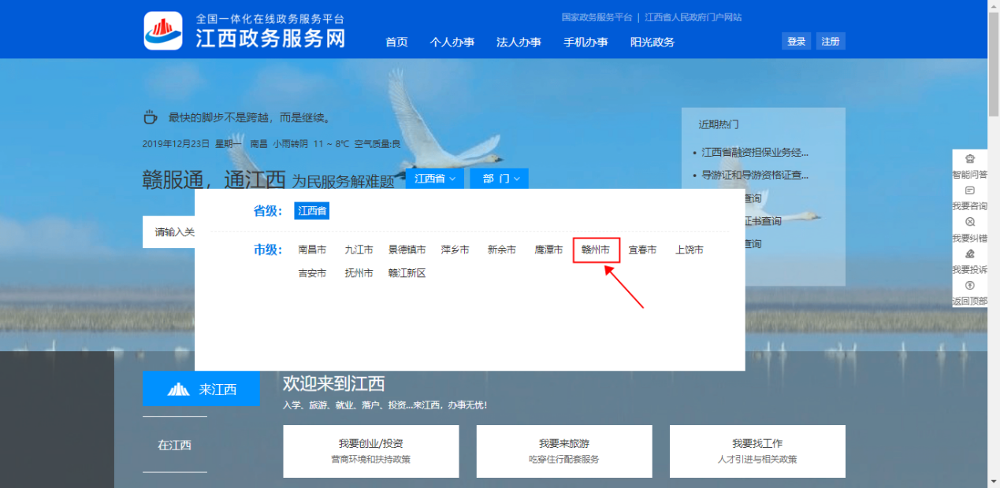 全国一体化在线政务服务平台
江西政务服务网
国家政务服务平台 | 江西省人民政府门户网站
首页 个人办事 法人办事 手机办事 阳光政务
登录 注册
最快的脚步不是跨越，而是继续。
2019年12月23日 星期一 南昌 小雨转阴 11 ~ 8℃ 空气质量:良
赣服通，通江西 为民服务解难题
江西省 部 门
近期热门
• 江西省融资担保业务经...
• 导游证和导游资格证查...
查询
正书查询
查询
请输入关
省级： 江西省
市级： 南昌市 九江市 景德镇市 萍乡市 新余市 鹰潭市 赣州市 宜春市 上饶市
吉安市 抚州市 赣江新区
智能问答
我要咨询
我要纠错
我要投诉
返回顶部
来江西
在江西
欢迎来到江西
入学、旅游、就业、落户、投资...来江西，办事无忧!
我要创业/投资
营商环境和扶持政策
我要来旅游
吃穿住行配套服务
我要找工作
人才引进与相关政策